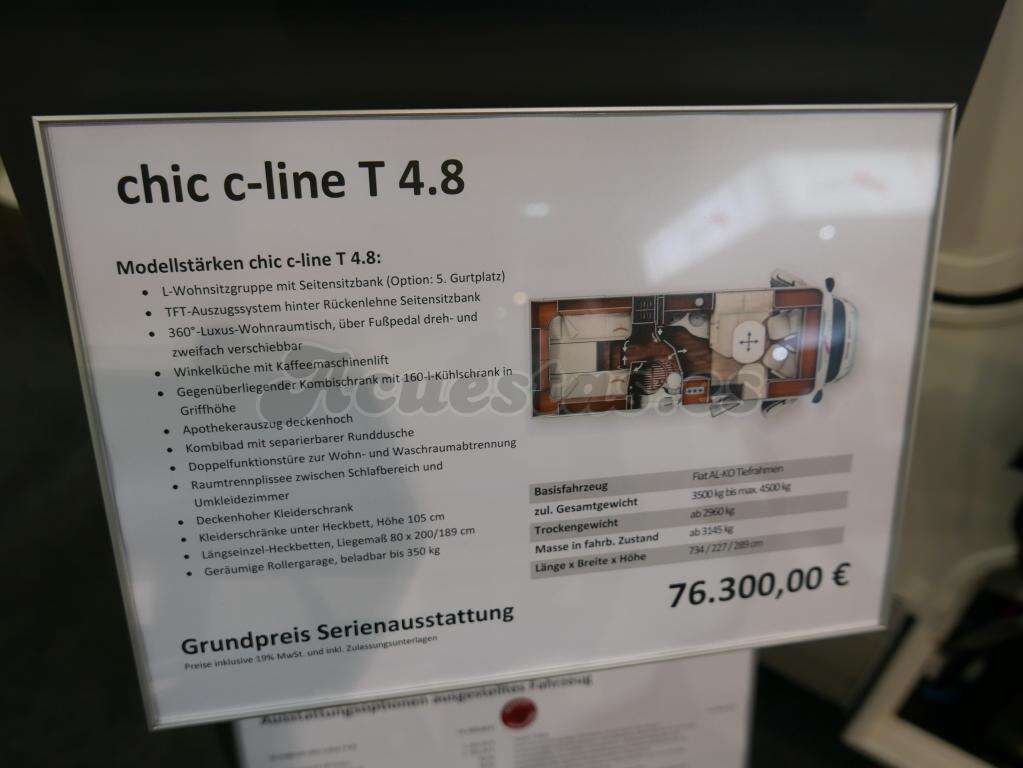 chic c-line T 4.8
Modellstärken chic c-line T 4.8:
• L-Wohnsitzgruppe mit Seitensitzbank (Option: 5. Gurtplatz)
• TFT-Auszugssystem hinter Rückenlehne Seitensitzbank
• 360°-Luxus-Wohnraumtisch, über Fußpedal dreh- und
zweifach verschiebbar
• Winkelküche mit Kaffeemaschinenlift
• Gegenüberliegender Kombischrank mit 160-l-Kühlschrank in
Griffhöhe
• Apothekerauszug deckenhoch
• Kombibad mit separierbarer Runddusche
• Doppelfunktionstüre zur Wohn- und Waschraumabtrennung
• Raumtrennplissee zwischen Schlafbereich und
Umkleidezimmer
• Deckenhoher Kleiderschrank
• Kleiderschränke unter Heckbett, Höhe 105 cm
• Längseinzel-Heckbetten, Liegemaß 80 x 200/189 cm
• Geräumige Rollergarage, beladbar bis 350 kg
Acuestas.es
Basisfahrzeug Fiat AL-KO Tiefrahmen
zul. Gesamtgewicht 3500 kg bis max. 4500 kg
Trockengewicht ab 2960 kg
Masse in fahrb. Zustand ab 3145 kg
Länge x Breite x Höhe 734 / 227 / 289 cm
76.300,00 €
Grundpreis Serienausstattung
Preise inklusive 19% MwSt. und inkl. Zulassungsunterlagen
Ausstattungsoptionen ausgestelltes Fahrzeug